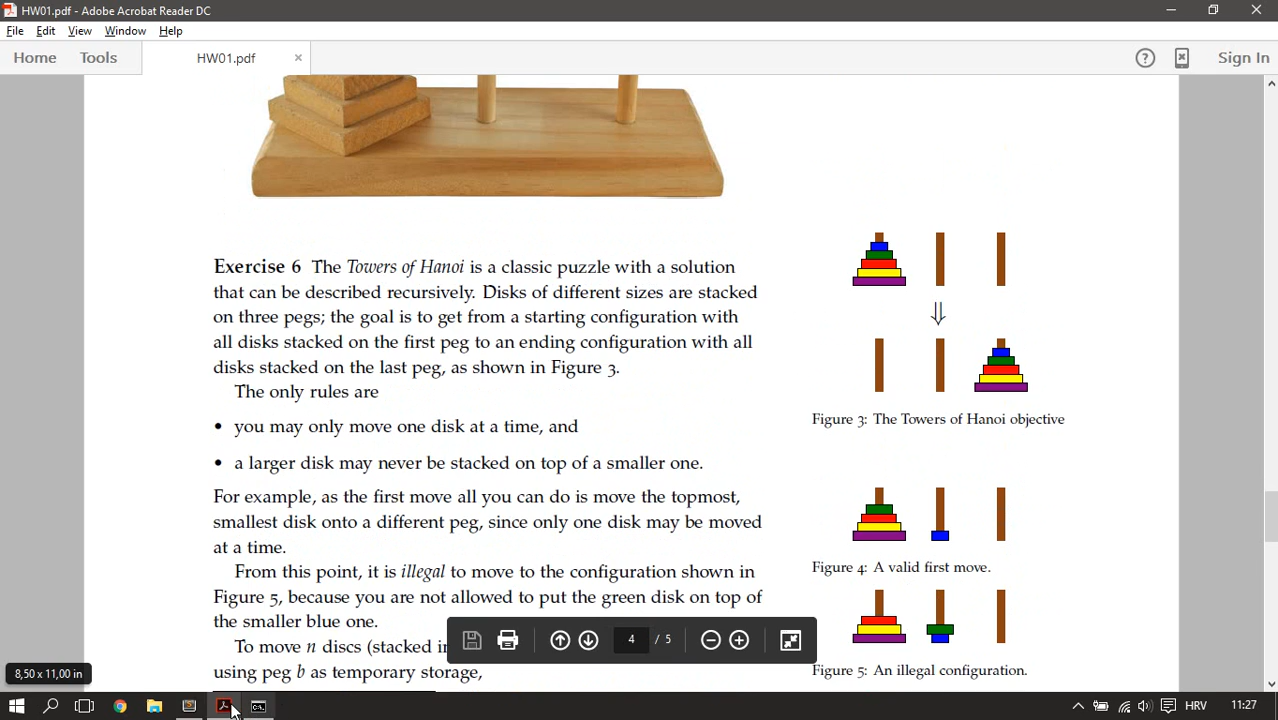 HW01.pdf - Adobe Acrobat Reader DC
File Edit View Window Help
Home Tools HW01.pdf × ? Sign In
Exercise 6 The Towers of Hanoi is a classic puzzle with a solution
that can be described recursively. Disks of different sizes are stacked
on three pegs; the goal is to get from a starting configuration with
all disks stacked on the first peg to an ending configuration with all
disks stacked on the last peg, as shown in Figure 3.
The only rules are
• you may only move one disk at a time, and
• a larger disk may never be stacked on top of a smaller one.
For example, as the first move all you can do is move the topmost,
smallest disk onto a different peg, since only one disk may be moved
at a time.
From this point, it is illegal to move to the configuration shown in
Figure 5, because you are not allowed to put the green disk on top of
the smaller blue one.
To move n discs (stacked in
using peg b as temporary storage,
⇓
Figure 3: The Towers of Hanoi objective
Figure 4: A valid first move.
Figure 5: An illegal configuration.
4 / 5
8,50 x 11,00 in
HRV 11:27